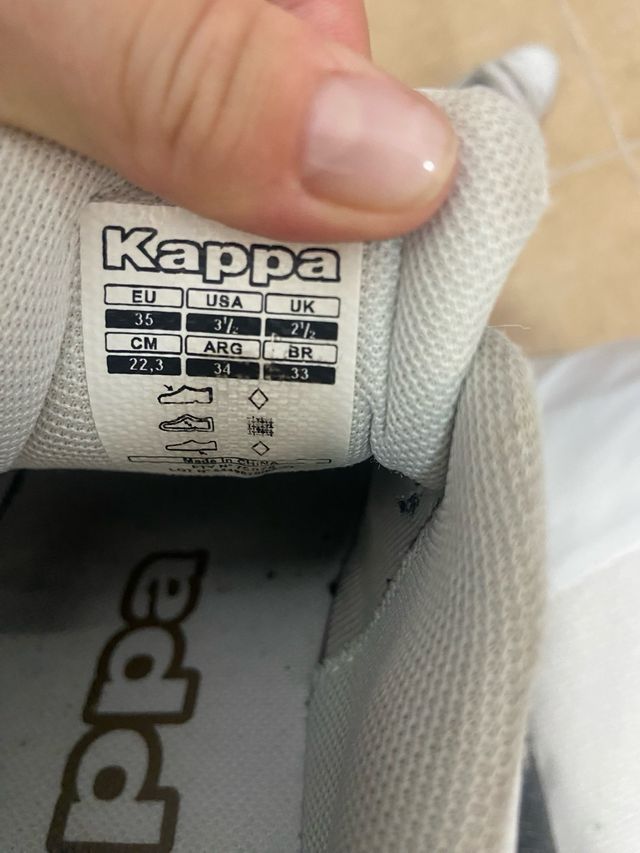 Kappa
EU USA UK
35 3½ 2½
CM ARG BR
22,3 34 33
Made in CHINA
Kappa